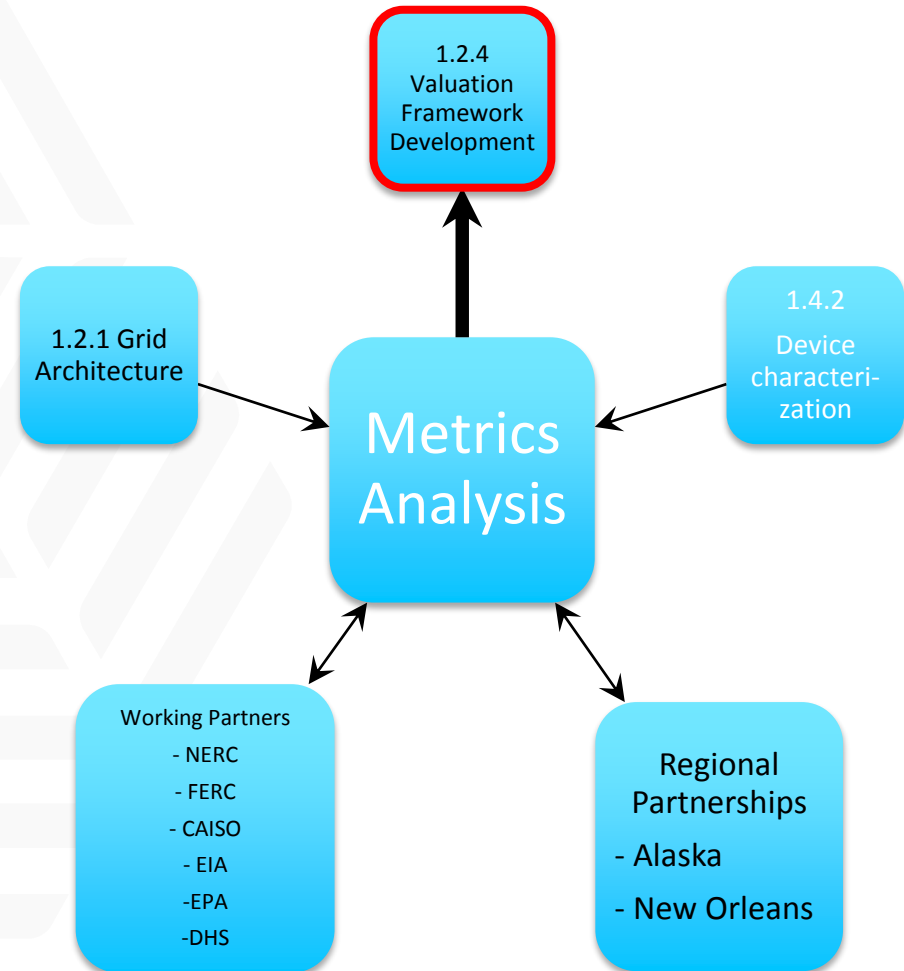 1.2.4
Valuation
Framework
Development
1.2.1 Grid
Architecture
1.4.2
Device
characteri-
zation
Metrics
Analysis
Working Partners
- NERC
- FERC
- CAISO
- EIA
-EPA
-DHS
Regional
Partnerships
- Alaska
- New Orleans